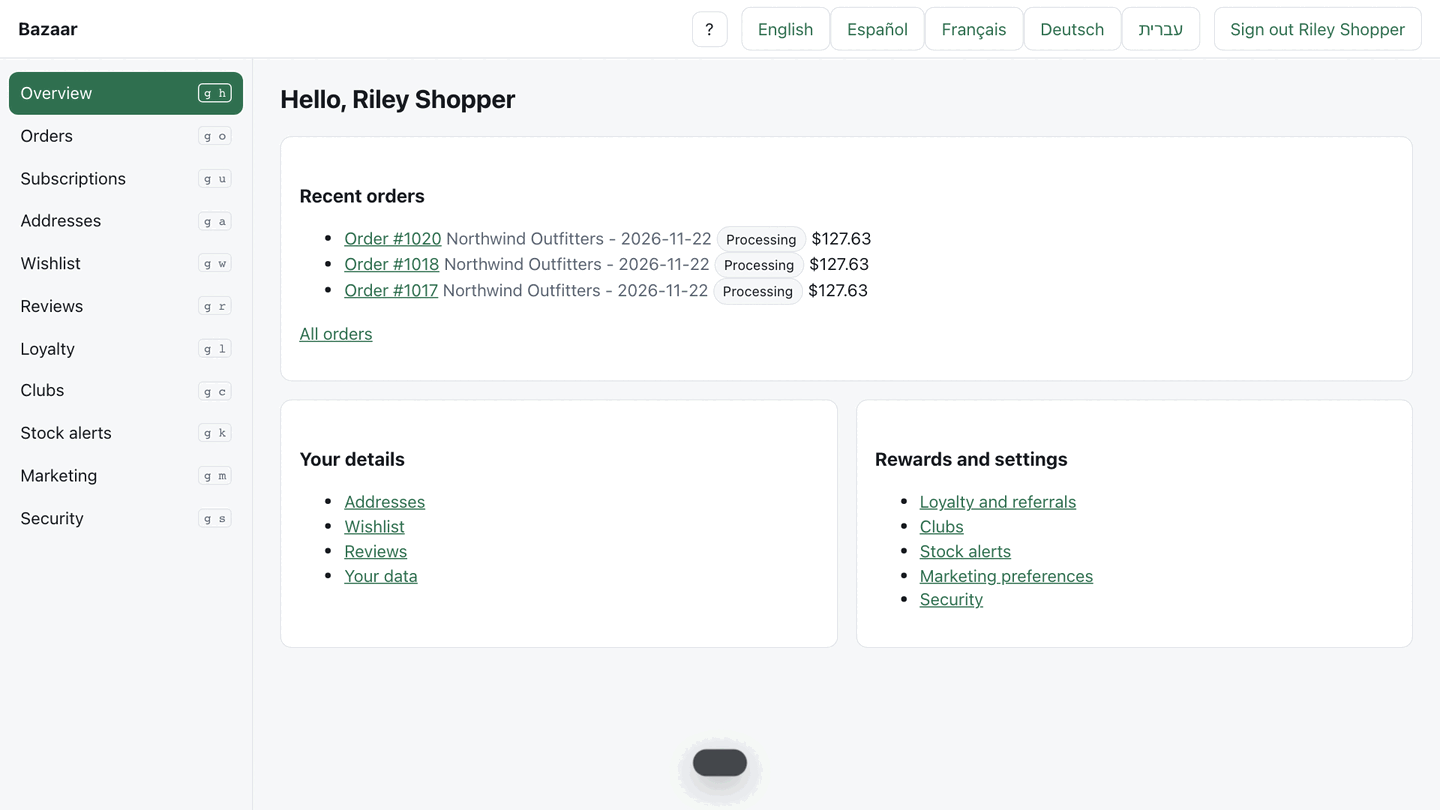 Bazaar
?
English
Español
Français
Deutsch
עברית
Sign out Riley Shopper
Overview g h
Orders g o
Subscriptions g u
Addresses g a
Wishlist g w
Reviews g r
Loyalty g l
Clubs g c
Stock alerts g k
Marketing g m
Security g s
Hello, Riley Shopper
Recent orders
Order #1020 Northwind Outfitters - 2026-11-22 Processing $127.63
Order #1018 Northwind Outfitters - 2026-11-22 Processing $127.63
Order #1017 Northwind Outfitters - 2026-11-22 Processing $127.63
All orders
Your details
Addresses
Wishlist
Reviews
Your data
Rewards and settings
Loyalty and referrals
Clubs
Stock alerts
Marketing preferences
Security